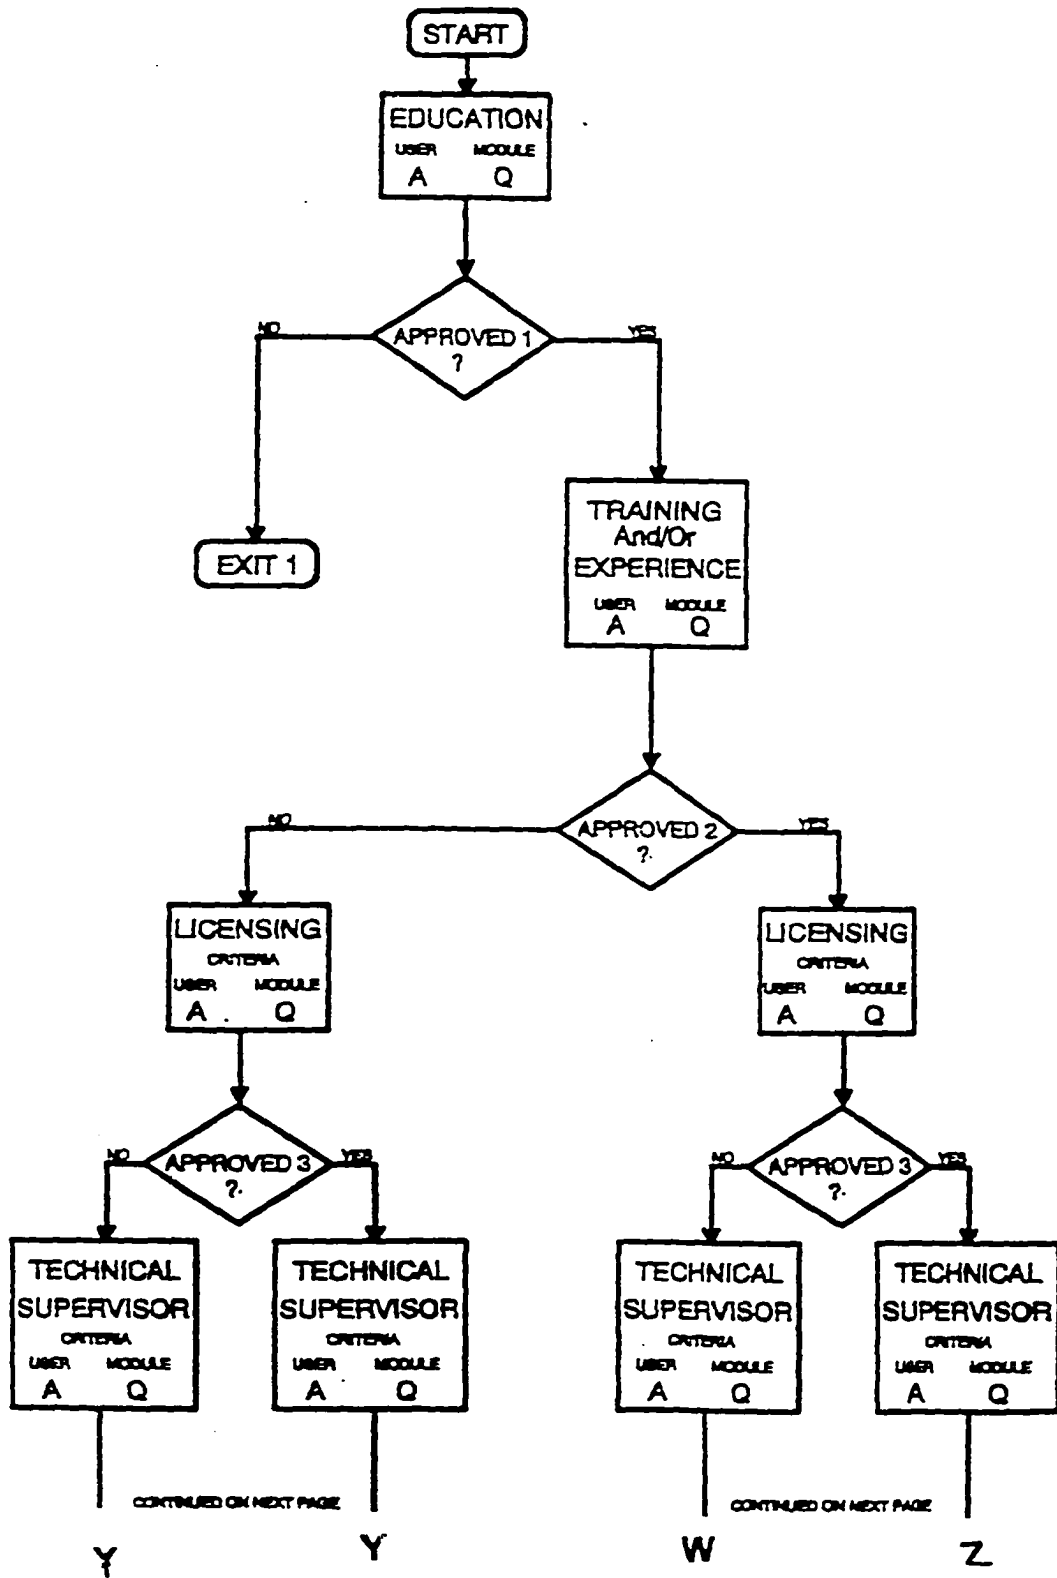 START
EDUCATION
USER MODULE
A Q
NO
APPROVED 1
?
YES
EXIT 1
TRAINING
And/Or
EXPERIENCE
USER MODULE
A Q
NO
APPROVED 2
?
YES
LICENSING
CRITERIA
USER MODULE
A Q
LICENSING
CRITERIA
USER MODULE
A Q
NO
APPROVED 3
?
YES
NO
APPROVED 3
?
YES
TECHNICAL
SUPERVISOR
CRITERIA
USER MODULE
A Q
TECHNICAL
SUPERVISOR
CRITERIA
USER MODULE
A Q
TECHNICAL
SUPERVISOR
CRITERIA
USER MODULE
A Q
TECHNICAL
SUPERVISOR
CRITERIA
USER MODULE
A Q
CONTINUED ON NEXT PAGE
CONTINUED ON NEXT PAGE
Y Y W Z